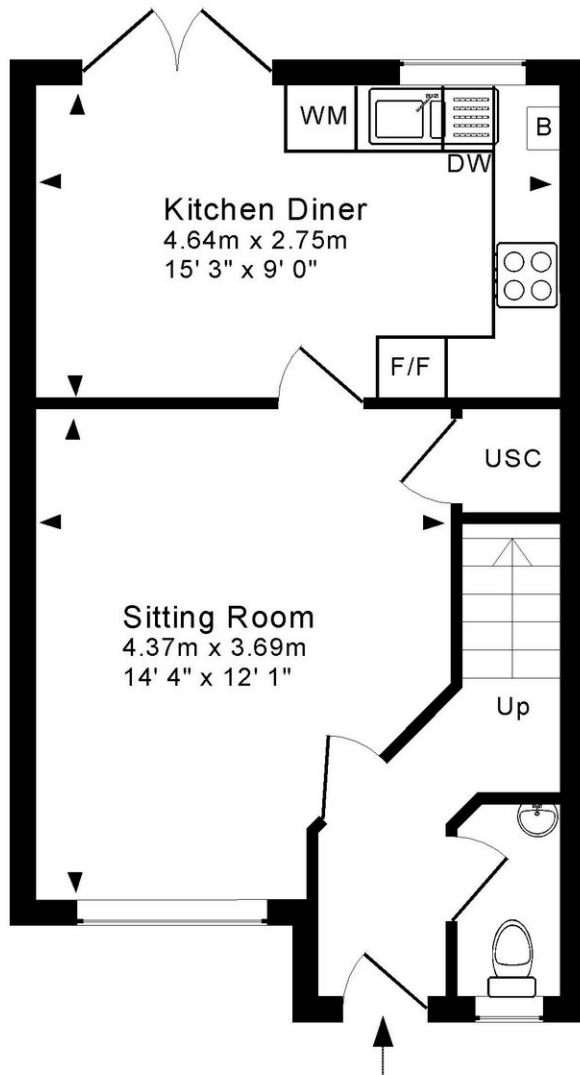 WM
B
DW
Kitchen Diner
4.64m x 2.75m
15' 3" x 9' 0"
F/F
USC
Sitting Room
4.37m x 3.69m
14' 4" x 12' 1"
Up